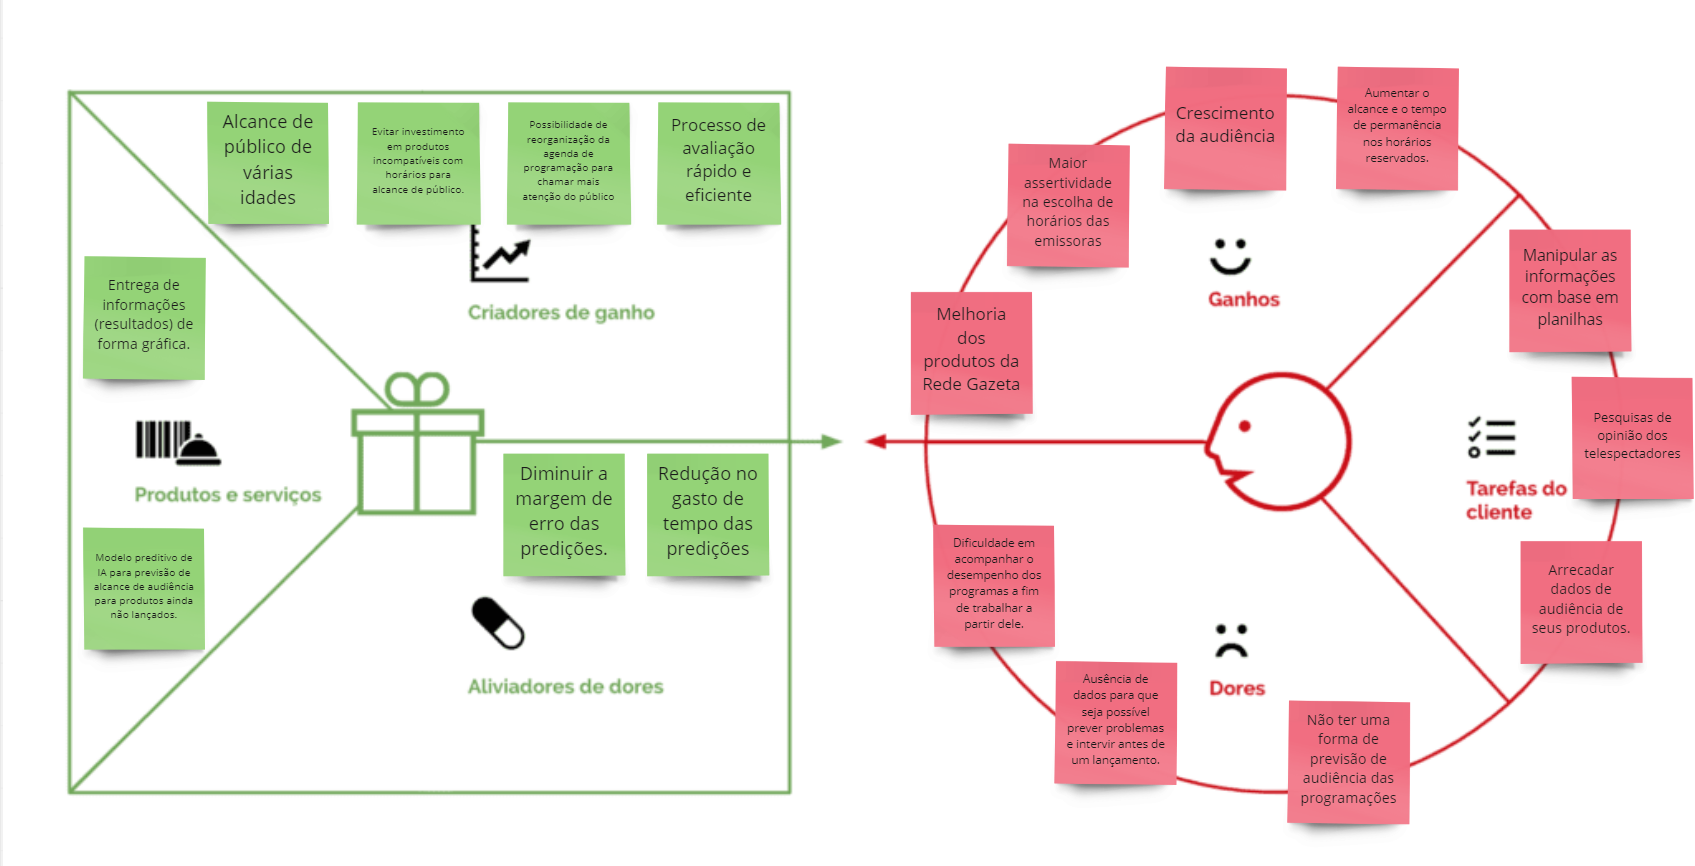 Alcance de
público de
várias
idades
Evitar investimento
em produtos
incompatíveis com
horários para
alcance de público.
Possibilidade de
reorganização da
agenda de
programação para
chamar mais
atenção do público
Processo de
avaliação
rápido e
eficiente
Criadores de ganho
Entrega de
informações
(resultados) de
forma gráfica.
Produtos e serviços
Modelo preditivo de
IA para previsão de
alcance de audiência
para produtos ainda
não lançados.
Diminuir a
margem de
erro das
predições.
Redução no
gasto de
tempo das
predições
Aliviadores de dores
Melhoria
dos
produtos da
Rede Gazeta
Maior
assertividade
na escolha de
horários das
emissoras
Crescimento
da audiência
Aumentar o
alcance e o tempo
de permanência
nos horários
reservados.
Ganhos
Manipular as
informações
com base em
planilhas
Pesquisas de
opinião dos
telespectadores
Tarefas do
cliente
Arrecadar
dados de
audiência de
seus produtos.
Dificuldade em
acompanhar o
desempenho dos
programas a fim
de trabalhar a
partir dele.
Ausência de
dados para que
seja possível
prever problemas
e intervir antes de
um lançamento.
Dores
Não ter uma
forma de
previsão de
audiência das
programações